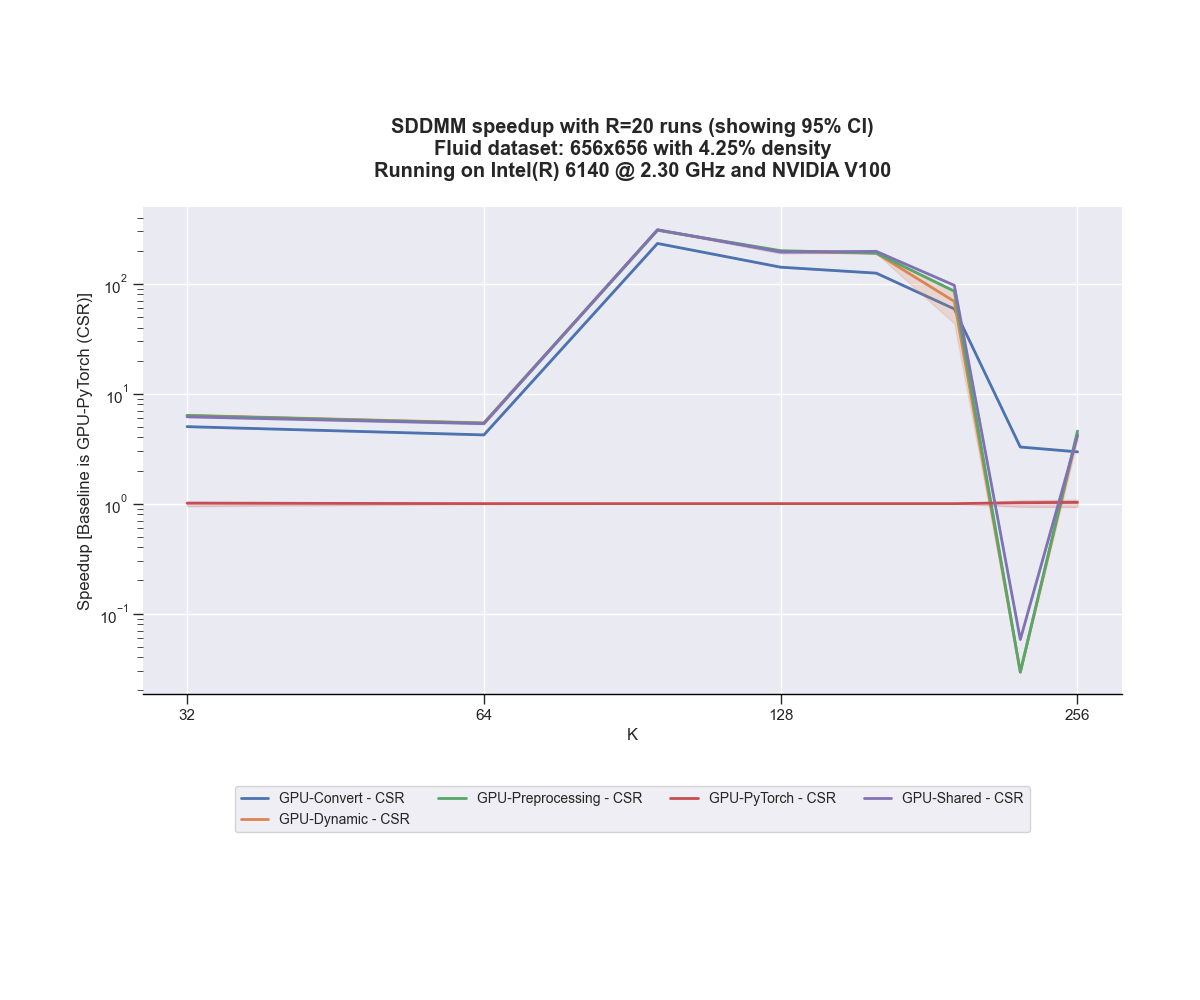 SDDMM speedup with R=20 runs (showing 95% CI)
Fluid dataset: 656x656 with 4.25% density
Running on Intel(R) 6140 @ 2.30 GHz and NVIDIA V100
Speedup [Baseline is GPU-PyTorch (CSR)]
10²
10¹
10⁰
10⁻¹
32 64 128 256
K
GPU-Convert - CSR GPU-Preprocessing - CSR GPU-PyTorch - CSR GPU-Shared - CSR
GPU-Dynamic - CSR